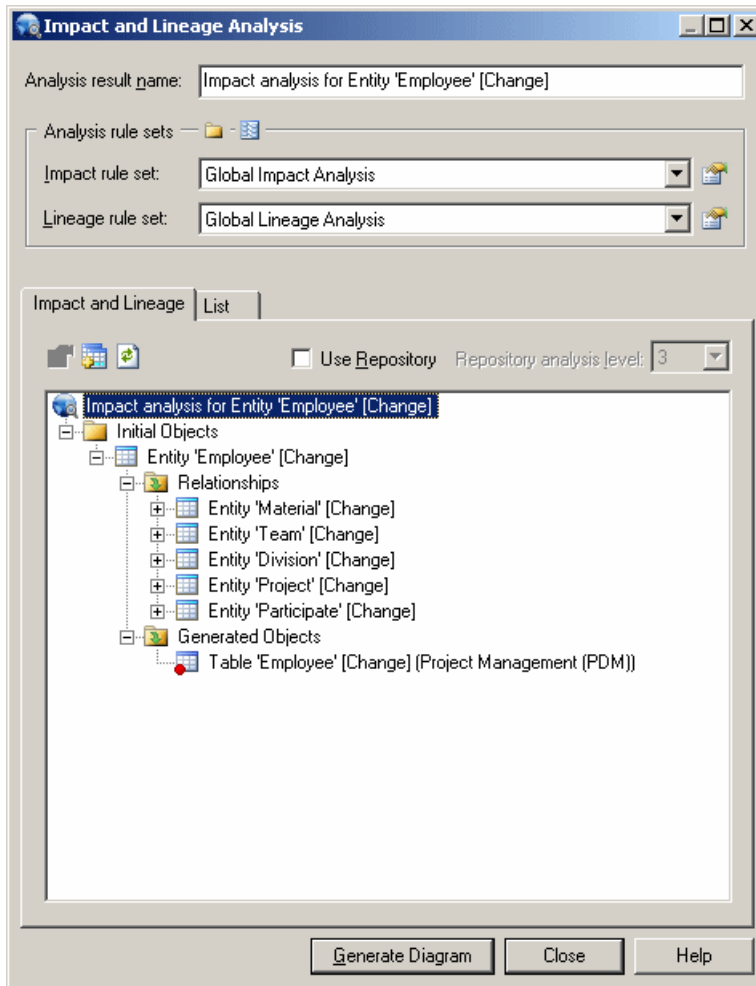 Impact and Lineage Analysis
Analysis result name: Impact analysis for Entity 'Employee' [Change]
Analysis rule sets
Impact rule set: Global Impact Analysis
Lineage rule set: Global Lineage Analysis
Impact and Lineage List
Use Repository Repository analysis level: 3
Impact analysis for Entity 'Employee' [Change]
Initial Objects
Entity 'Employee' [Change]
Relationships
Entity 'Material' [Change]
Entity 'Team' [Change]
Entity 'Division' [Change]
Entity 'Project' [Change]
Entity 'Participate' [Change]
Generated Objects
Table 'Employee' [Change] (Project Management (PDM))
Generate Diagram Close Help